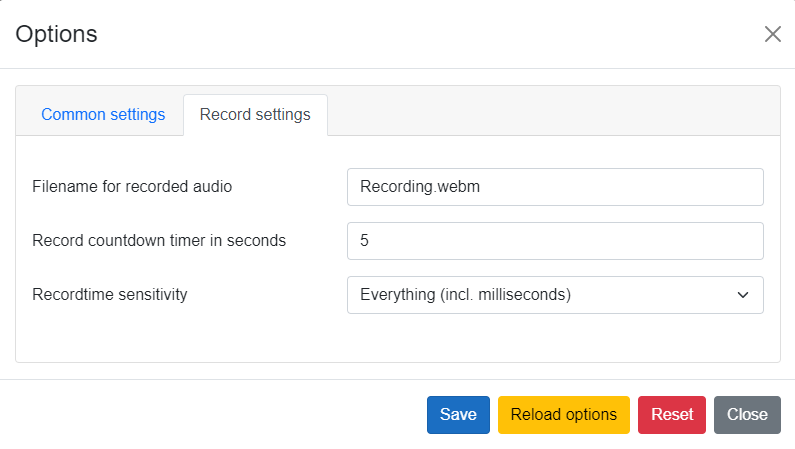 Options
Common settings
Record settings
Filename for recorded audio
Recording.webm
Record countdown timer in seconds
5
Recordtime sensitivity
Everything (incl. milliseconds)
Save
Reload options
Reset
Close